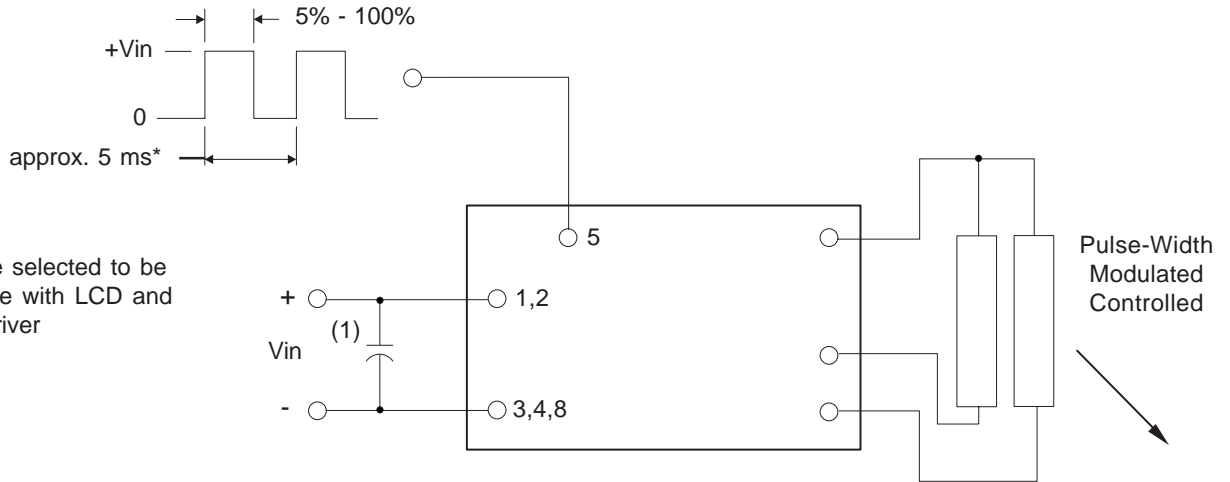 5% - 100%
+Vin
0
approx. 5 ms*
selected to be
with LCD and
5
+
1,2
(1)
Vin
-
3,4,8
Pulse-Width
Modulated
Controlled